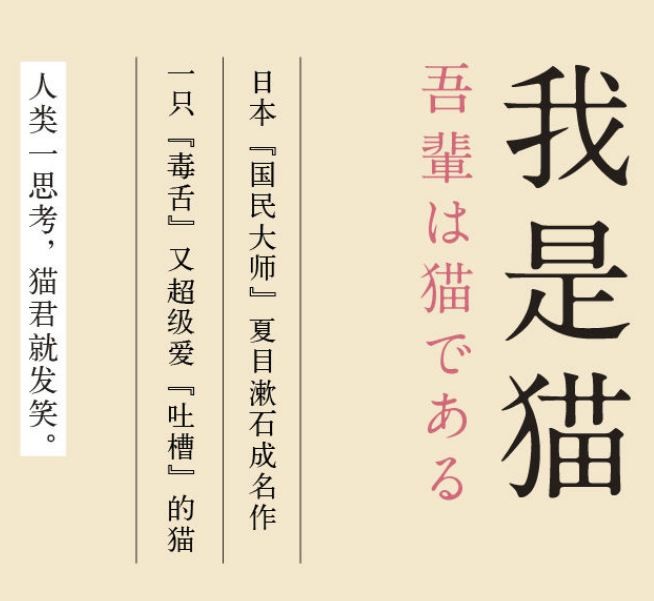 我是猫
吾輩は猫である
日本『国民大师』夏目漱石成名作
一只『毒舌』又超级爱『吐槽』的猫
人类一思考，猫君就发笑。